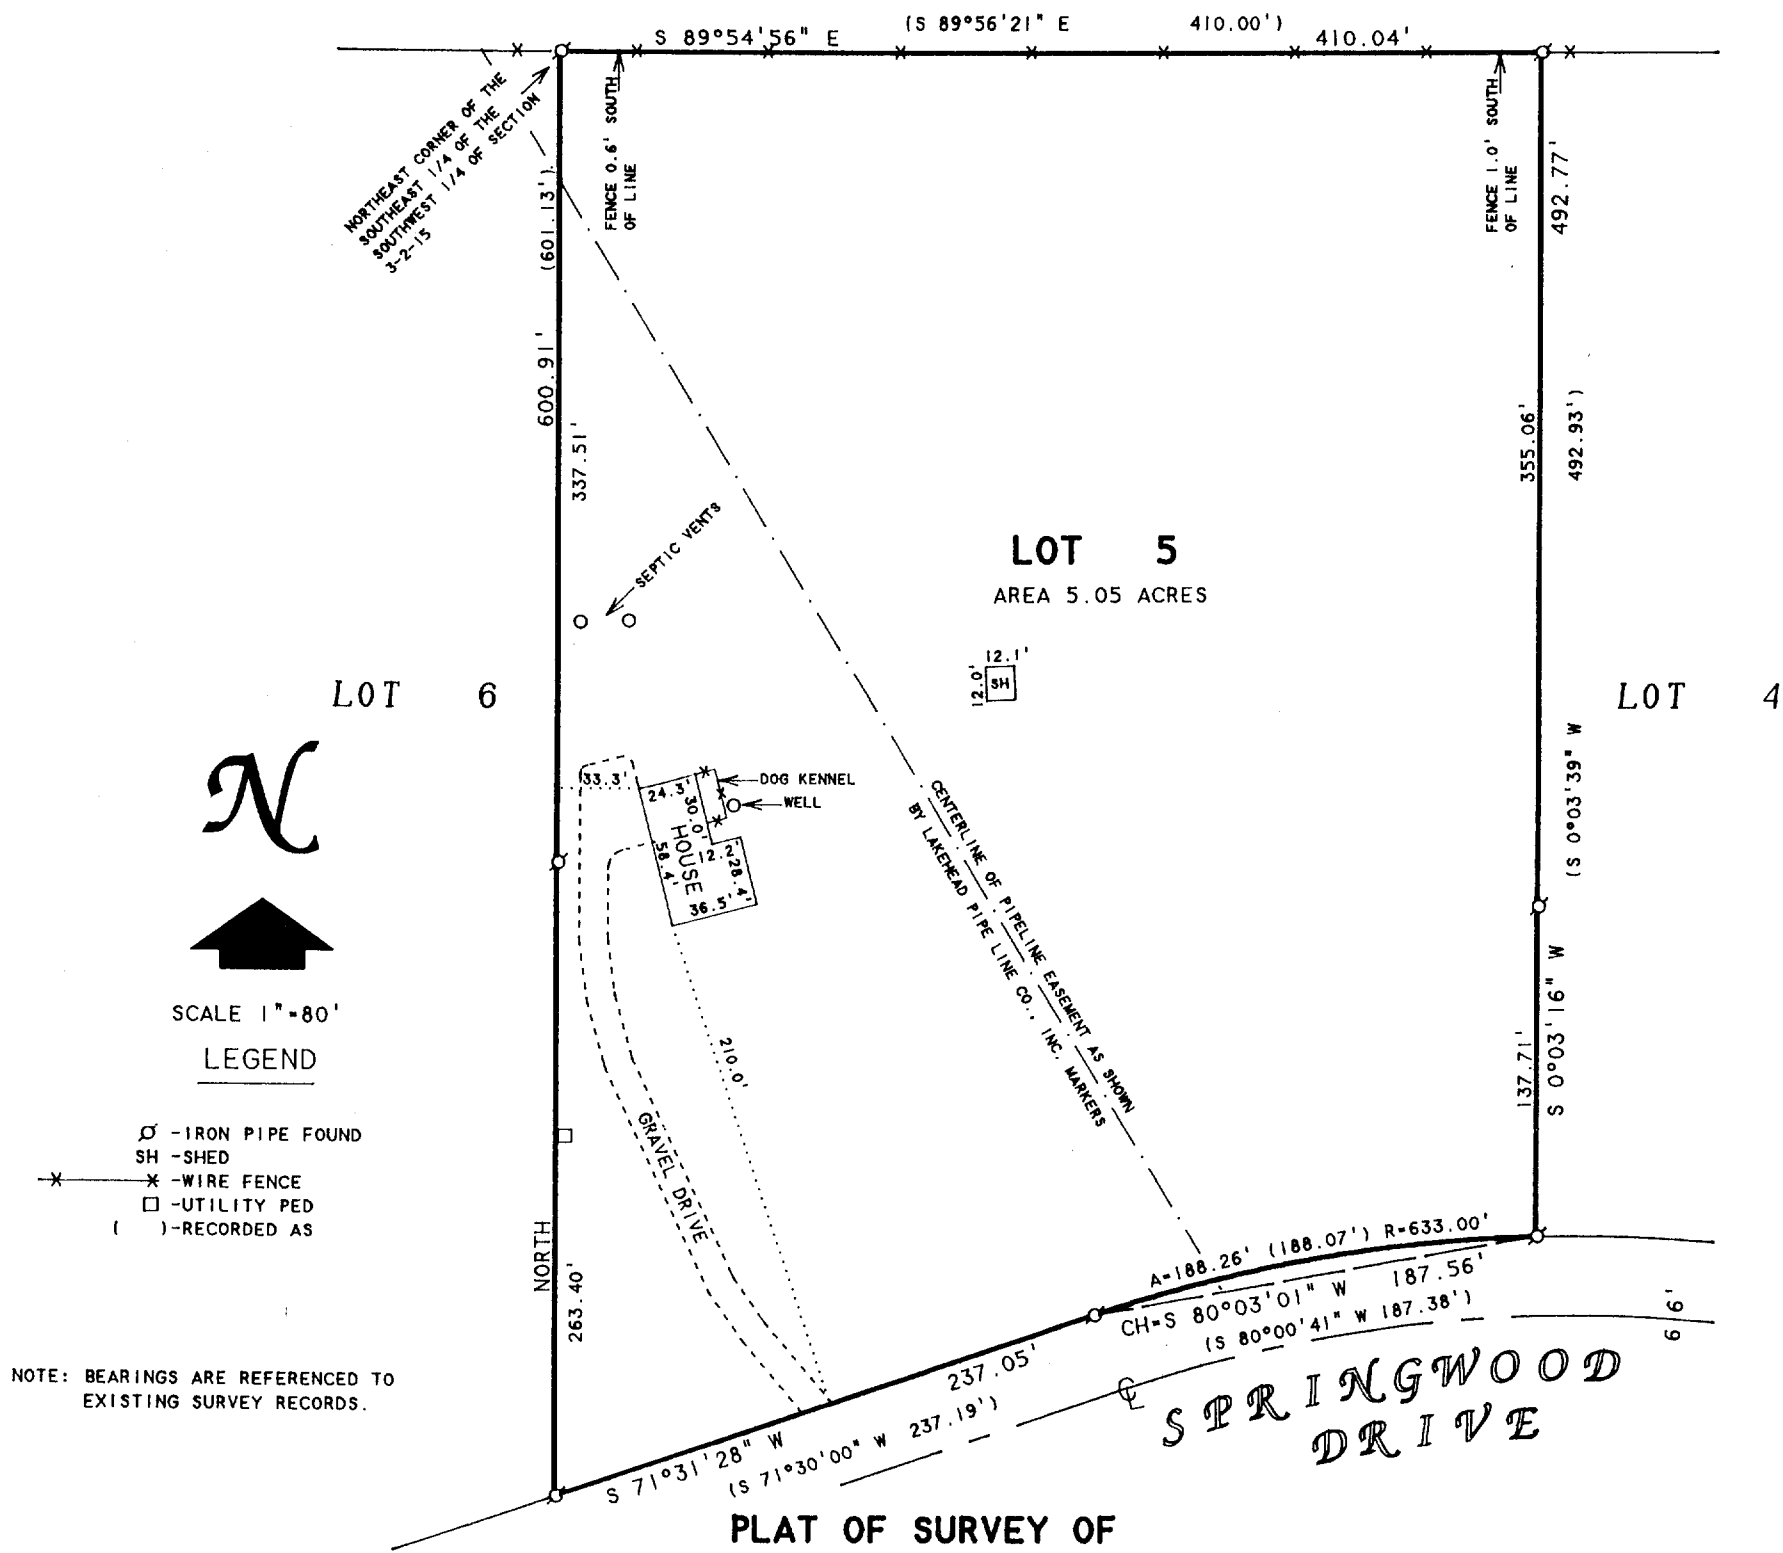 (S 89°56'21" E 410.00')
S 89°54'56" E 410.04'
NORTHEAST CORNER OF THE
SOUTHEAST 1/4 OF THE
SOUTHWEST 1/4 OF SECTION
3-2-15
FENCE 0.6' SOUTH
OF LINE
FENCE 1.0' SOUTH
OF LINE
(601.13')
600.91'
337.51'
492.77'
355.06'
492.93')
SEPTIC VENTS
LOT 5
AREA 5.05 ACRES
12.1'
12.0'
SH
LOT 6
LOT 4
N
(S 0°03'39" W
S 0°03'16" W
137.71'
33.3'
24.3'
30.0'
DOG KENNEL
WELL
HOUSE
12.2'
58.4'
28.4'
36.5'
CENTERLINE OF PIPELINE EASEMENT AS SHOWN
BY LAKEHEAD PIPE LINE CO., INC. MARKERS
210.0'
GRAVEL DRIVE
SCALE 1"=80'
LEGEND
-IRON PIPE FOUND
SH -SHED
-WIRE FENCE
-UTILITY PED
( )-RECORDED AS
NORTH
263.40'
NOTE: BEARINGS ARE REFERENCED TO
EXISTING SURVEY RECORDS.
A=188.26' (188.07') R=633.00'
CH=S 80°03'01" W 187.56'
(S 80°00'41" W 187.38')
66'
S 71°31'28" W 237.05'
(S 71°30'00" W 237.19')
CL
SPRINGWOOD
DRIVE
PLAT OF SURVEY OF